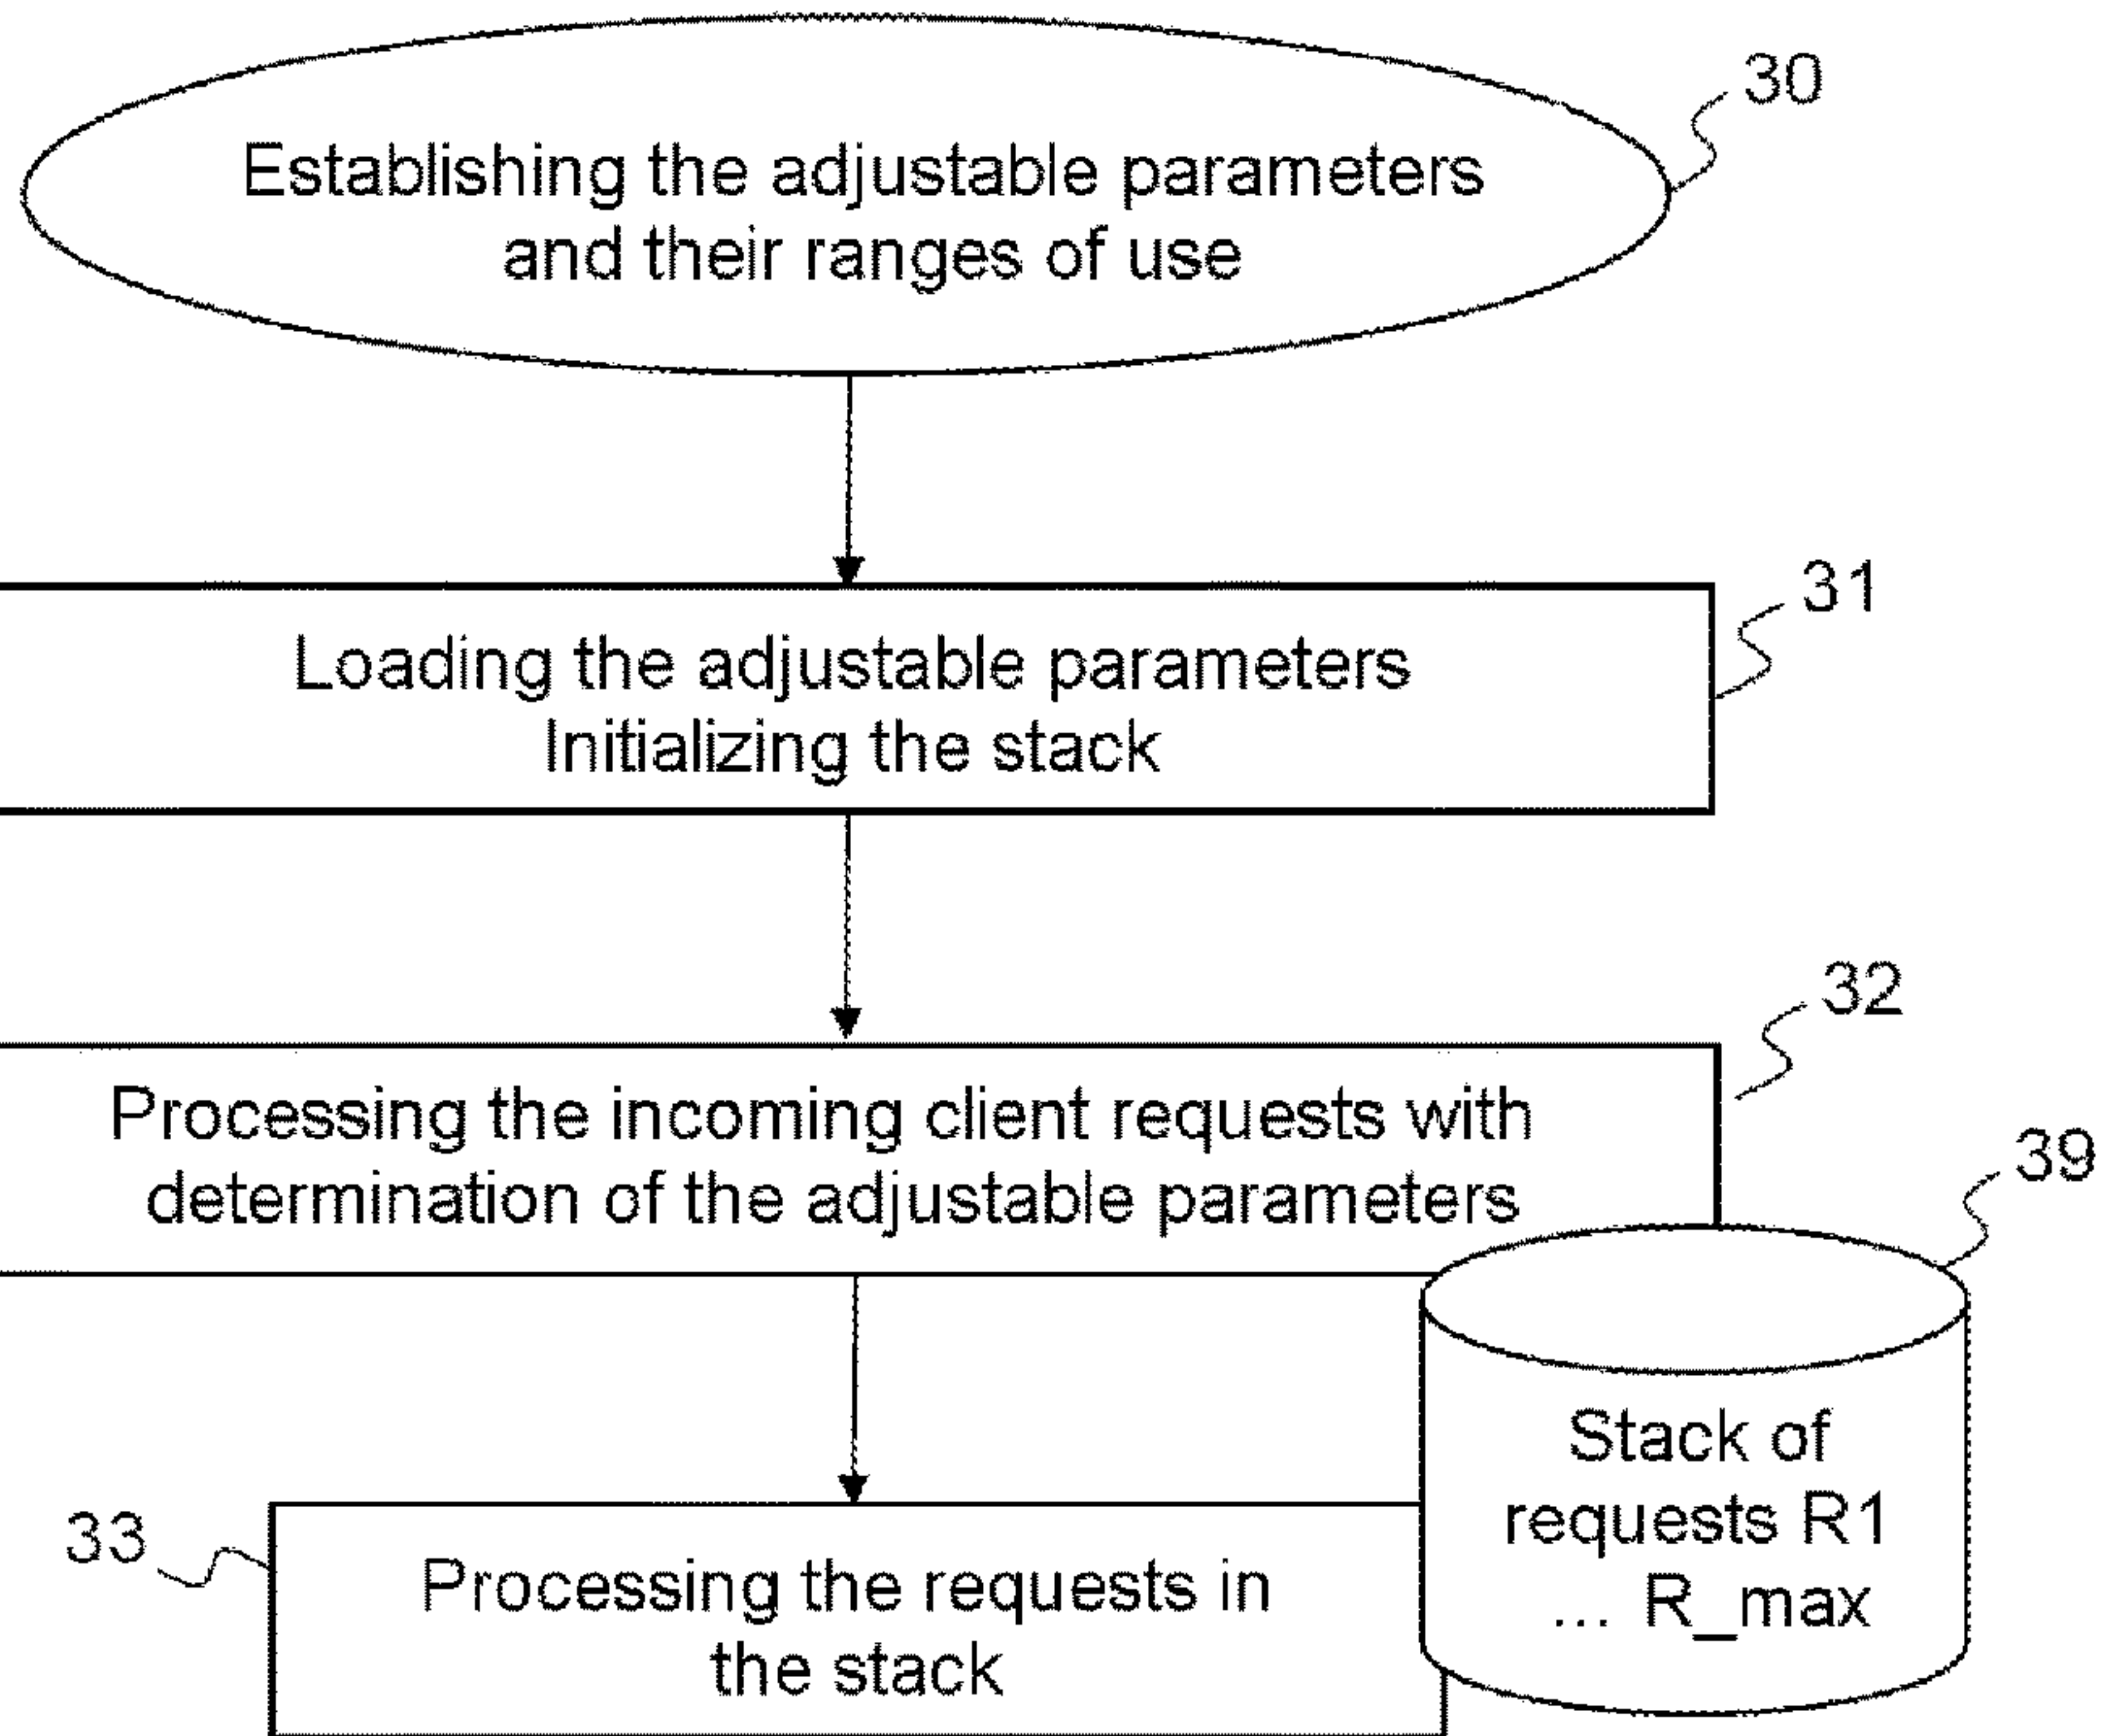 30
Establishing the adjustable parameters
and their ranges of use
31
Loading the adjustable parameters
Initializing the stack
32
Processing the incoming client requests with
determination of the adjustable parameters
39
Stack of
requests R1
... R_max
33
Processing the requests in
the stack